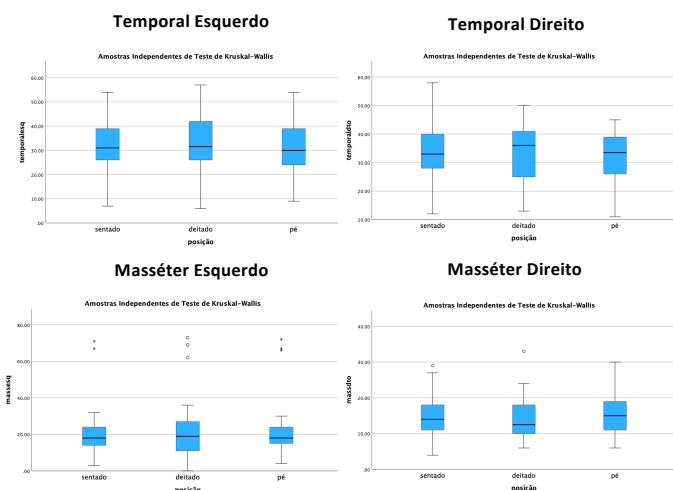 Temporal Esquerdo
Amostras Independentes de Teste de Kruskal-Wallis
temporalesq
60.00
50.00
40.00
30.00
20.00
10.00
.00
sentado deitado pé
posição
Temporal Direito
Amostras Independentes de Teste de Kruskal-Wallis
temporaldto
60.00
50.00
40.00
30.00
20.00
10.00
sentado deitado pé
posição
Masséter Esquerdo
Amostras Independentes de Teste de Kruskal-Wallis
massesq
80.00
60.00
40.00
20.00
.00
sentado deitado pé
posição
Masséter Direito
Amostras Independentes de Teste de Kruskal-Wallis
massdto
40.00
30.00
20.00
10.00
.00
sentado deitado pé
posição